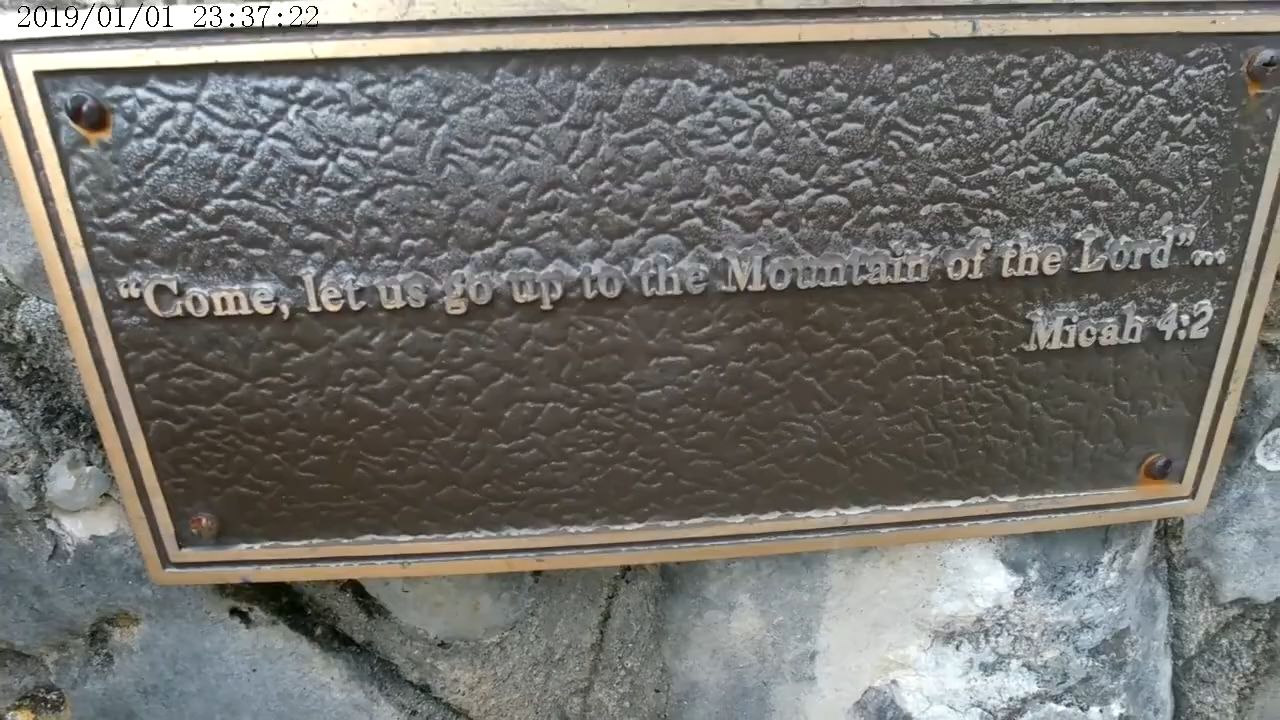 2019/01/01 23:37:22
“Come, let us go up to the Mountain of the Lord”...
Micah 4:2